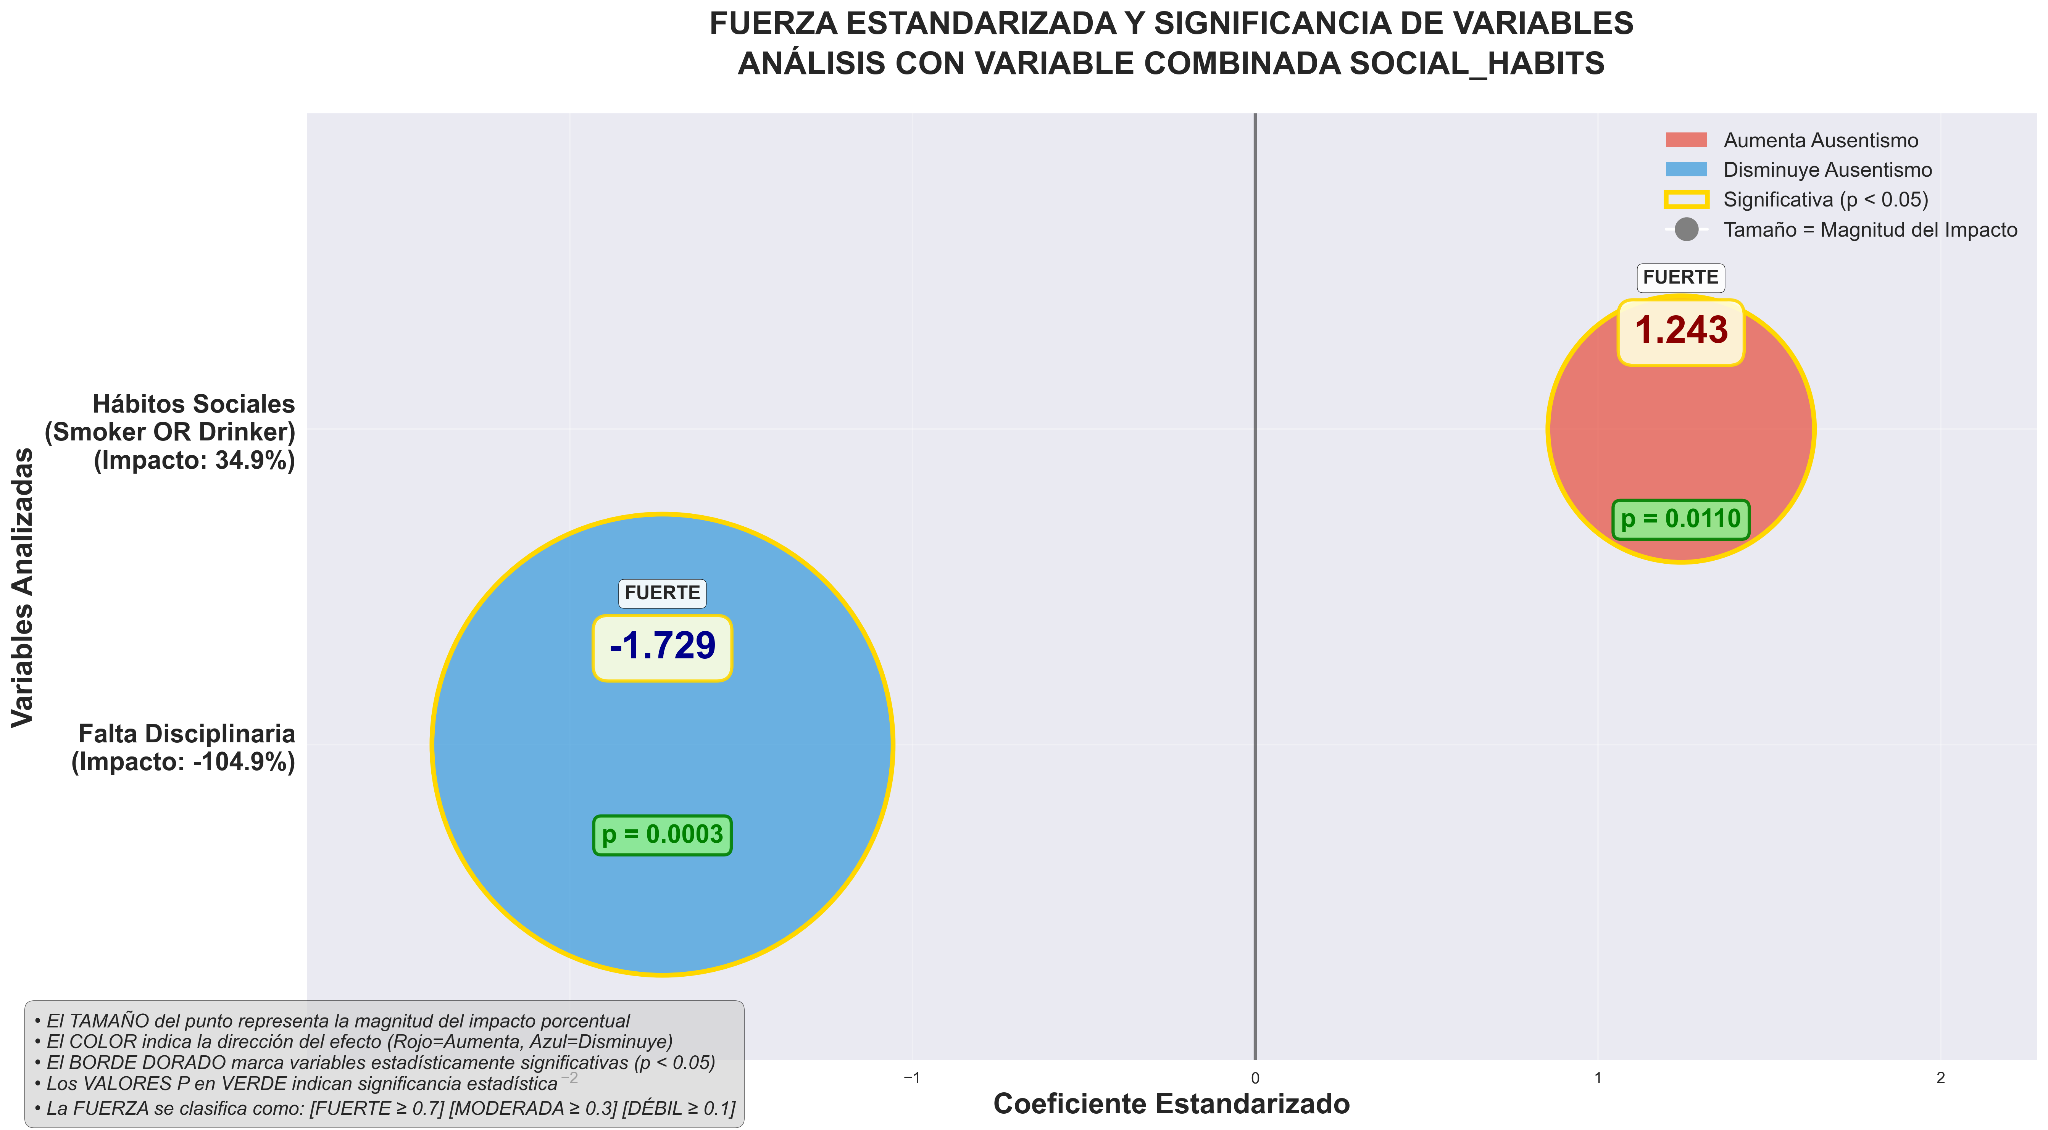 FUERZA ESTANDARIZADA Y SIGNIFICANCIA DE VARIABLES
ANÁLISIS CON VARIABLE COMBINADA SOCIAL_HABITS
Aumenta Ausentismo
Disminuye Ausentismo
Significativa (p < 0.05)
Tamaño = Magnitud del Impacto
FUERTE
1.243
p = 0.0110
Hábitos Sociales
(Smoker OR Drinker)
(Impacto: 34.9%)
Variables Analizadas
FUERTE
-1.729
p = 0.0003
Falta Disciplinaria
(Impacto: -104.9%)
• El TAMAÑO del punto representa la magnitud del impacto porcentual
• El COLOR indica la dirección del efecto (Rojo=Aumenta, Azul=Disminuye)
• El BORDE DORADO marca variables estadísticamente significativas (p < 0.05)
• Los VALORES P en VERDE indican significancia estadística
• La FUERZA se clasifica como: [FUERTE ≥ 0.7] [MODERADA ≥ 0.3] [DÉBIL ≥ 0.1]
−2 −1 0 1 2
Coeficiente Estandarizado